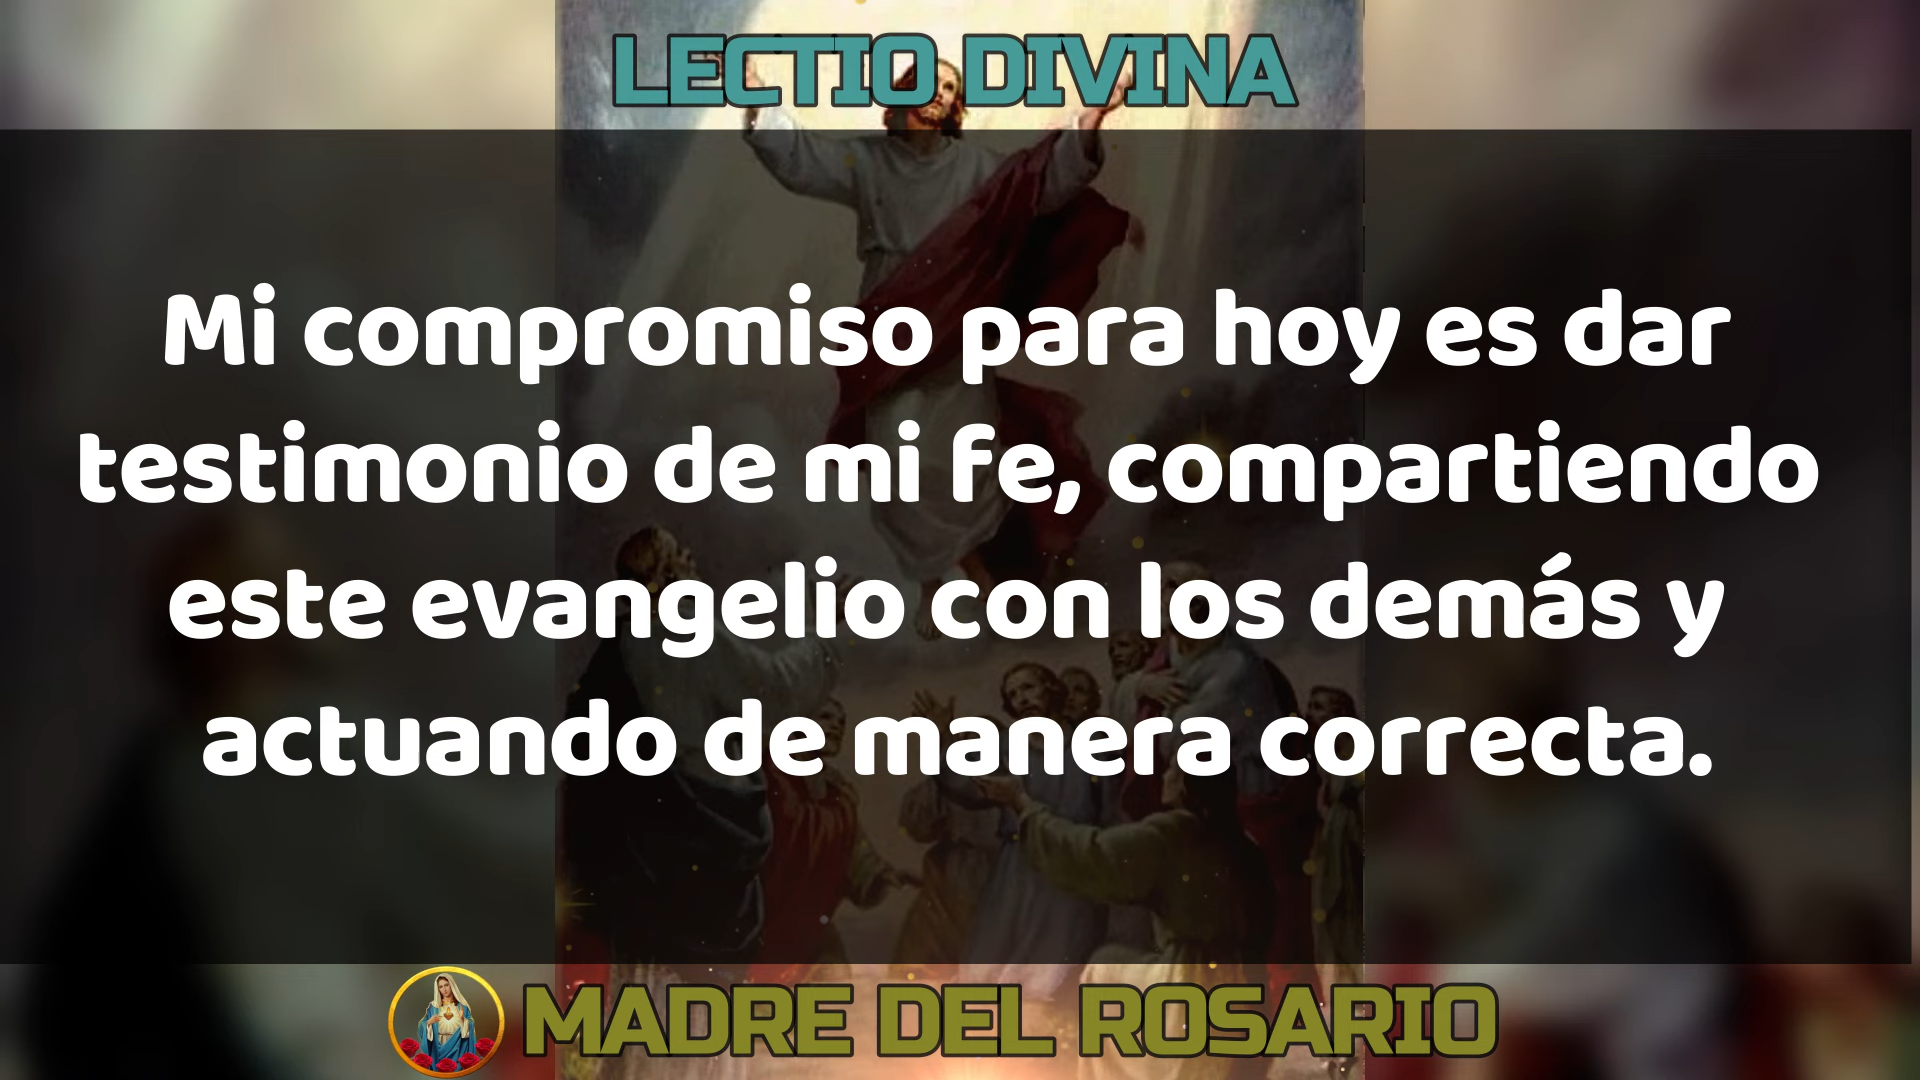 LECTIO DIVINA
Mi compromiso para hoy es dar
testimonio de mi fe, compartiendo
este evangelio con los demás y
actuando de manera correcta.
MADRE DEL ROSARIO